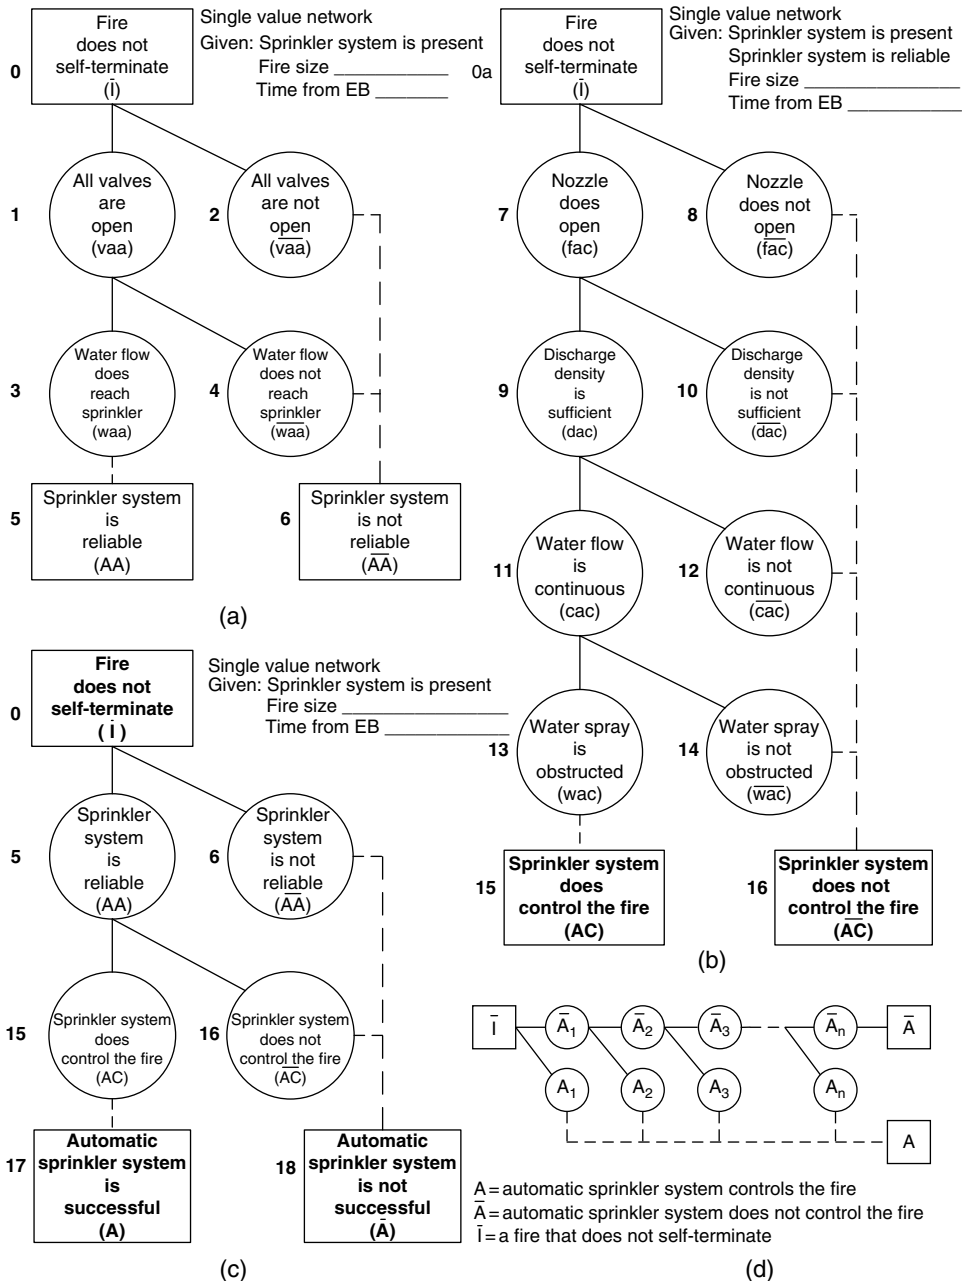 Fire
does not
self-terminate
(Ī)
0
Single value network
Given: Sprinkler system is present
Fire size ___________
Time from EB _______
All valves
are
open
(vaa)
1
All valves
are not
open
(v̅a̅a̅)
2
Water flow
does
reach
sprinkler
(waa)
3
Water flow
does not
reach
sprinkler
(w̅a̅a̅)
4
Sprinkler system
is
reliable
(AA)
5
Sprinkler system
is not
reliable
(A̅A̅)
6
(a)
Fire
does not
self-terminate
(Ī)
0a
Single value network
Given: Sprinkler system is present
Sprinkler system is reliable
Fire size _______________
Time from EB ___________
Nozzle
does
open
(fac)
7
Nozzle
does not
open
(f̅a̅c̅)
8
Discharge
density
is
sufficient
(dac)
9
Discharge
density
is not
sufficient
(d̅a̅c̅)
10
Water flow
is
continuous
(cac)
11
Water flow
is not
continuous
(c̅a̅c̅)
12
Water spray
is
obstructed
(wac)
13
Water spray
is not
obstructed
(w̅a̅c̅)
14
Sprinkler system
does
control the fire
(AC)
15
Sprinkler system
does not
control the fire
(A̅C̅)
16
(b)
Fire
does not
self-terminate
(Ī)
0
Single value network
Given: Sprinkler system is present
Fire size ________________
Time from EB ____________
Sprinkler
system
is
reliable
(AA)
5
Sprinkler
system
is not
reliable
(A̅A̅)
6
Sprinkler system
does
control the fire
(AC)
15
Sprinkler system
does not
control the fire
(A̅C̅)
16
Automatic
sprinkler system
is
successful
(A)
17
Automatic
sprinkler system
is not
successful
(Ā)
18
(c)
Ī Ā₁ Ā₂ Ā₃ Āₙ Ā
A₁ A₂ A₃ Aₙ
A
A = automatic sprinkler system controls the fire
Ā = automatic sprinkler system does not control the fire
Ī = a fire that does not self-terminate
(d)